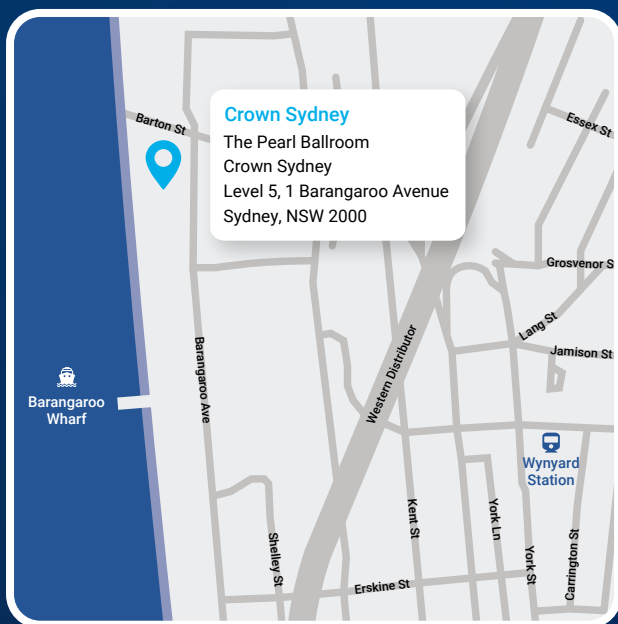 Barton St
Crown Sydney
The Pearl Ballroom
Crown Sydney
Level 5, 1 Barangaroo Avenue
Sydney, NSW 2000
Essex St
Grosvenor S
Lang St
Jamison St
Western Distributor
Barangaroo Ave
Barangaroo
Wharf
Wynyard
Station
Kent St
York Ln
York St
Carrington St
Shelley St
Erskine St